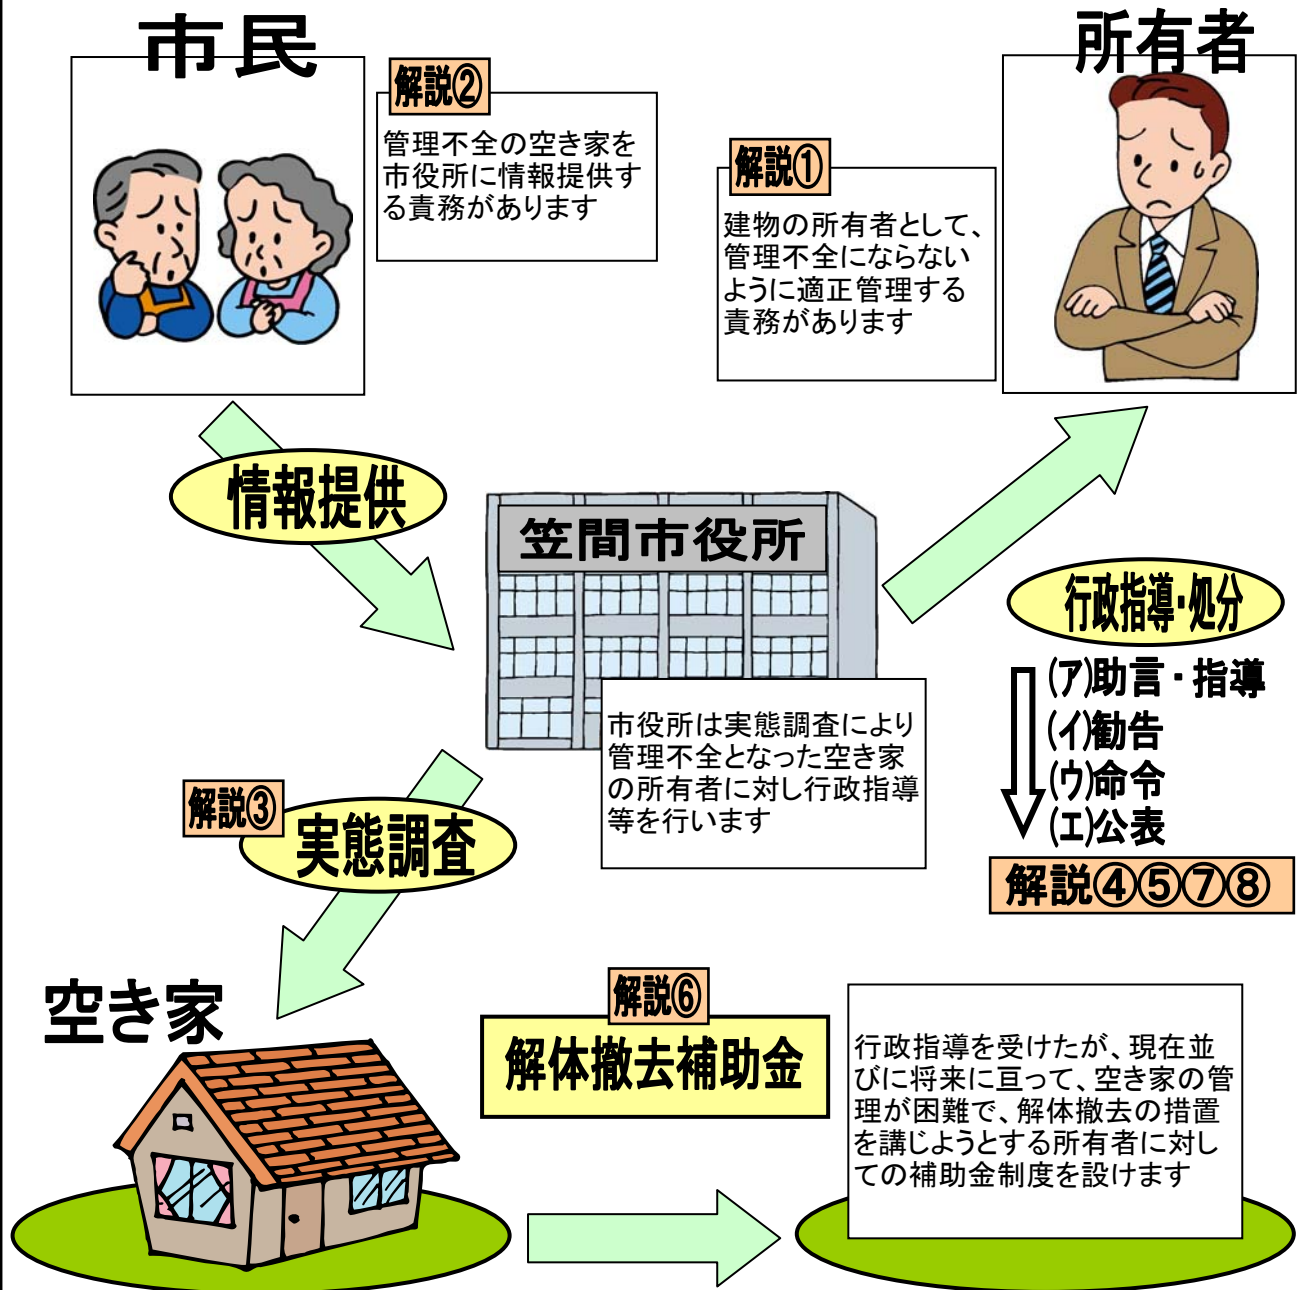 市民
所有者
解説②
管理不全の空き家を
市役所に情報提供す
る責務があります
解説①
建物の所有者として、
管理不全にならない
ように適正管理する
責務があります
情報提供
笠間市役所
行政指導・処分
(ア)助言・指導
(イ)勧告
(ウ)命令
(エ)公表
解説④⑤⑦⑧
市役所は実態調査により
管理不全となった空き家
の所有者に対し行政指導
等を行います
解説③
実態調査
空き家
解説⑥
解体撤去補助金
行政指導を受けたが、現在並
びに将来に亘って、空き家の管
理が困難で、解体撤去の措置
を講じようとする所有者に対し
ての補助金制度を設けます